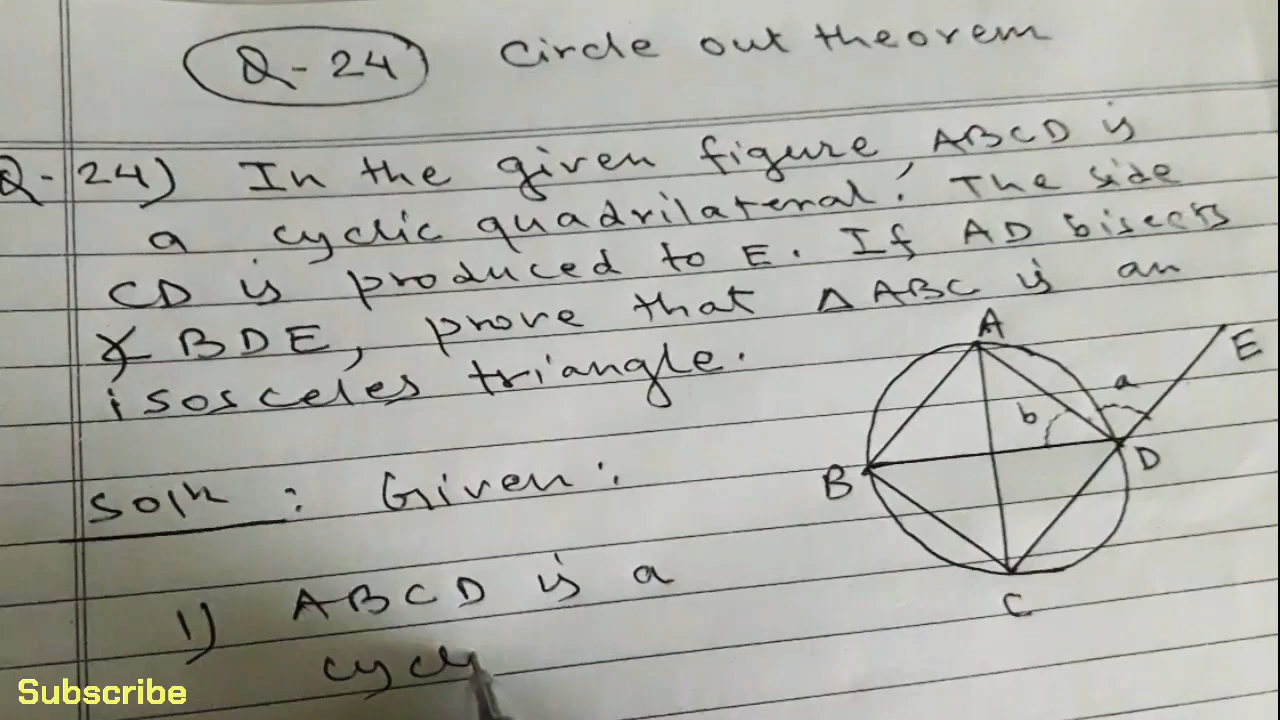 Q-24 Circle out theorem
Q-24) In the given figure, ABCD is
a cyclic quadrilateral. The side
CD is produced to E. If AD bisects
∠BDE, prove that △ABC is an
isosceles triangle.
Soln : Given :
1) ABCD is a
cycl
A
E
a
b
B
D
C
Subscribe